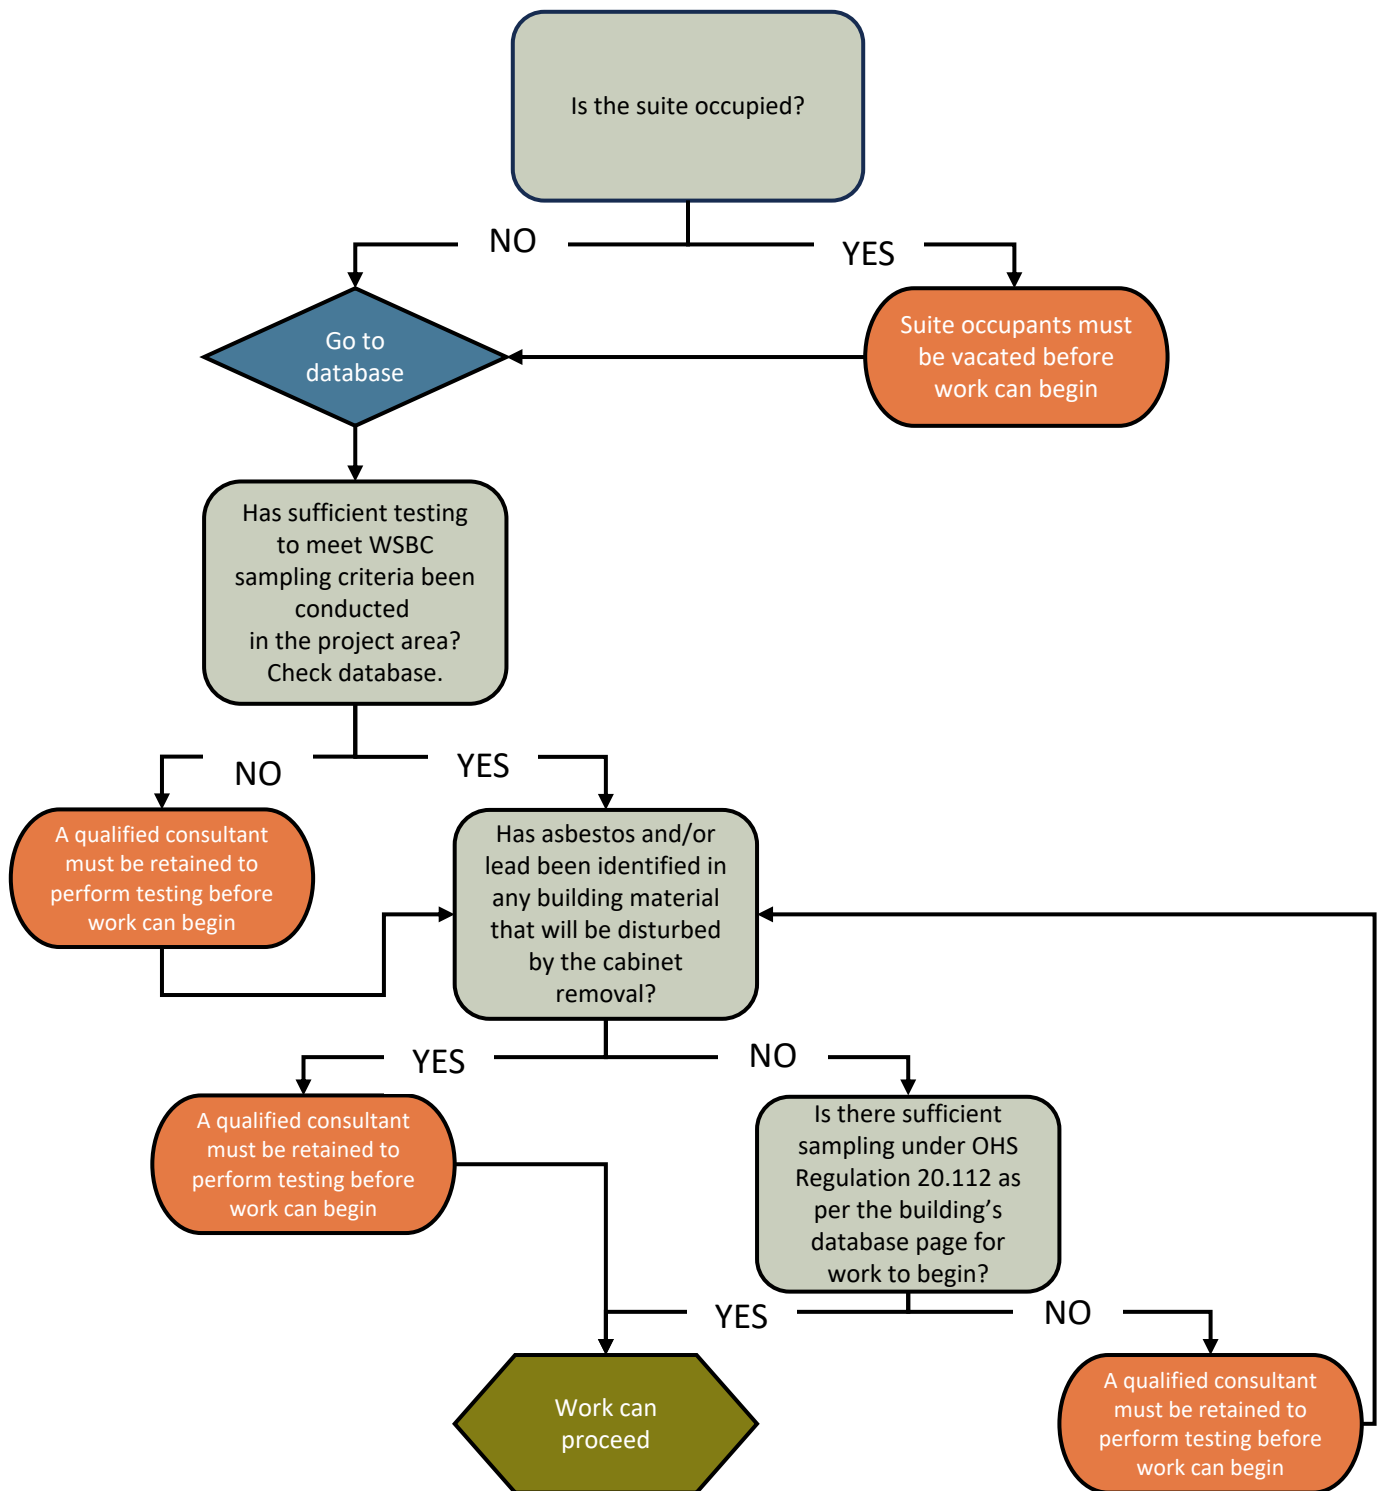 Is the suite occupied?
NO
YES
Go to
database
Suite occupants must
be vacated before
work can begin
Has sufficient testing
to meet WSBC
sampling criteria been
conducted
in the project area?
Check database.
NO
YES
A qualified consultant
must be retained to
perform testing before
work can begin
Has asbestos and/or
lead been identified in
any building material
that will be disturbed
by the cabinet
removal?
YES
NO
A qualified consultant
must be retained to
perform testing before
work can begin
Is there sufficient
sampling under OHS
Regulation 20.112 as
per the building’s
database page for
work to begin?
YES
NO
Work can
proceed
A qualified consultant
must be retained to
perform testing before
work can begin